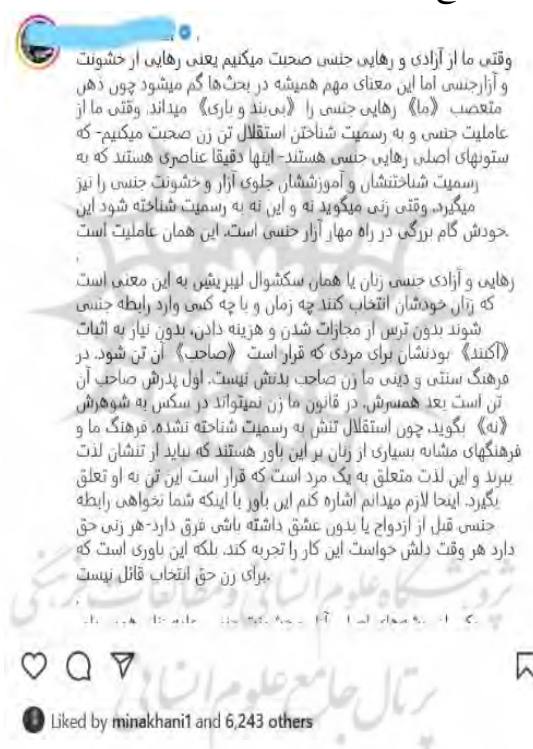 وقتی ما از آزادی و رهایی جنسی صحبت میکنیم یعنی رهایی از خشونت
و آزارجنسی اما این معنای مهم همیشه در بحث‌ها گم میشود چون ذهن
متعصب 《ما》 رهایی جنسی را 《بی‌بند و باری》 میداند. وقتی ما از
عاملیت جنسی و به رسمیت شناختن استقلال تن زن صحبت میکنیم- که
ستونهای اصلی رهایی جنسی هستند- اینها دقیقا عناصری هستند که به
رسمیت شناختنشان و آموزششان جلوی آزار و خشونت جنسی را نیز
میگیرد. وقتی زنی میگوید نه و این نه به رسمیت شناخته شود این
خودش گام بزرگی در راه مهار آزار جنسی است. این همان عاملیت است.
.
رهایی و آزادی جنسی زنان یا همان سکشوال لیبریشن به این معنی است
که زنان خودشان انتخاب کنند چه زمان و با چه کسی وارد رابطه جنسی
شوند بدون ترس از مجازات شدن و هزینه دادن، بدون نیاز به اثبات
《آکبند》 بودنشان برای مردی که قرار است 《صاحب》 آن تن شود. در
فرهنگ سنتی و دینی ما زن صاحب بدنش نیست. اول پدرش صاحب آن
تن است بعد همسرش. در قانون ما زن نمیتواند در سکس به شوهرش
《نه》 بگوید، چون استقلال تنش به رسمیت شناخته نشده. فرهنگ ما و
فرهنگهای مشابه بسیاری از زنان بر این باور هستند که نباید از تنشان لذت
ببرند و این لذت متعلق به یک مرد است که قرار است این تن به او تعلق
بگیرد. اینجا لازم میدانم اشاره کنم این باور با اینکه شما نخواهی رابطه
جنسی قبل از ازدواج یا بدون عشق داشته باشی فرق دارد-هر زنی حق
دارد هر وقت دلش خواست این کار را تجربه کند. بلکه این باوری است که
برای زن حق انتخاب قائل نیست.
.
پژوهشگاه علوم انسانی و مطالعات فرهنگی
پرتال جامع علوم انسانی
Liked by minakhani1 and 6,243 others